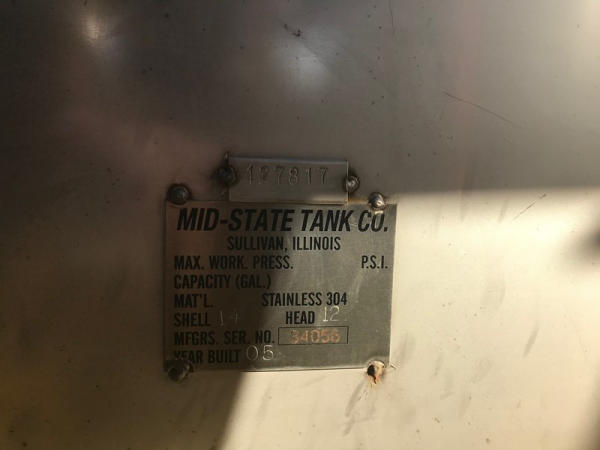 127817
MID-STATE TANK CO.
SULLIVAN, ILLINOIS
MAX. WORK. PRESS. P.S.I.
CAPACITY (GAL.)
MAT'L. STAINLESS 304
SHELL 14 HEAD 12
MFGRS. SER. NO. 34056
YEAR BUILT 05